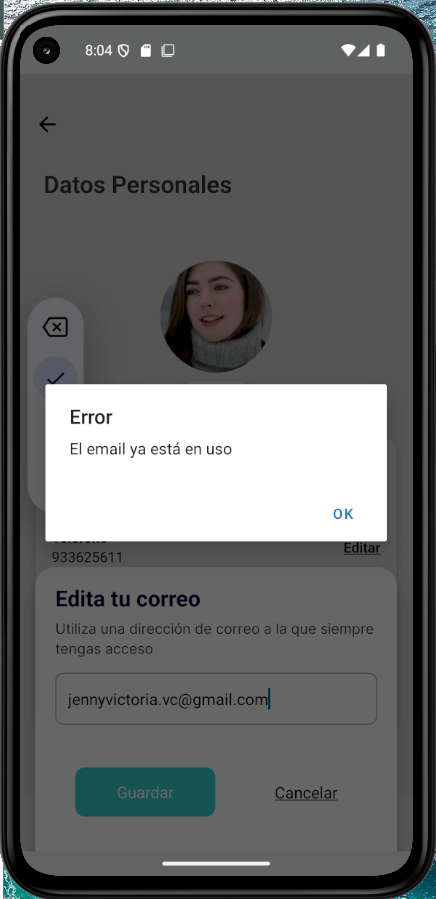 8:04
Datos Personales
Error
El email ya está en uso
OK
933625611
Editar
Edita tu correo
Utiliza una dirección de correo a la que siempre
tengas acceso
jennyvictoria.vc@gmail.com
Guardar
Cancelar